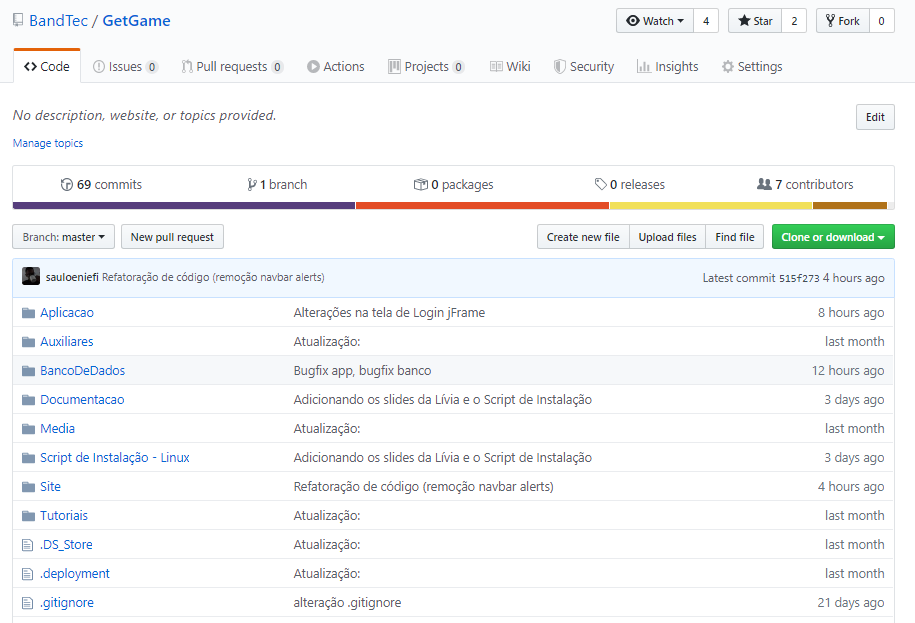 BandTec / GetGame
Watch 4 Star 2 Fork 0
Code Issues 0 Pull requests 0 Actions Projects 0 Wiki Security Insights Settings
No description, website, or topics provided. Edit
Manage topics
69 commits 1 branch 0 packages 0 releases 7 contributors
Branch: master New pull request Create new file Upload files Find file Clone or download
sauloeniefi Refatoração de código (remoção navbar alerts) Latest commit 515f273 4 hours ago
Aplicacao Alterações na tela de Login jFrame 8 hours ago
Auxiliares Atualização: last month
BancoDeDados Bugfix app, bugfix banco 12 hours ago
Documentacao Adicionando os slides da Lívia e o Script de Instalação 3 days ago
Media Atualização: last month
Script de Instalação - Linux Adicionando os slides da Lívia e o Script de Instalação 3 days ago
Site Refatoração de código (remoção navbar alerts) 4 hours ago
Tutoriais Atualização: last month
.DS_Store Atualização: last month
.deployment Atualização: last month
.gitignore alteração .gitignore 21 days ago